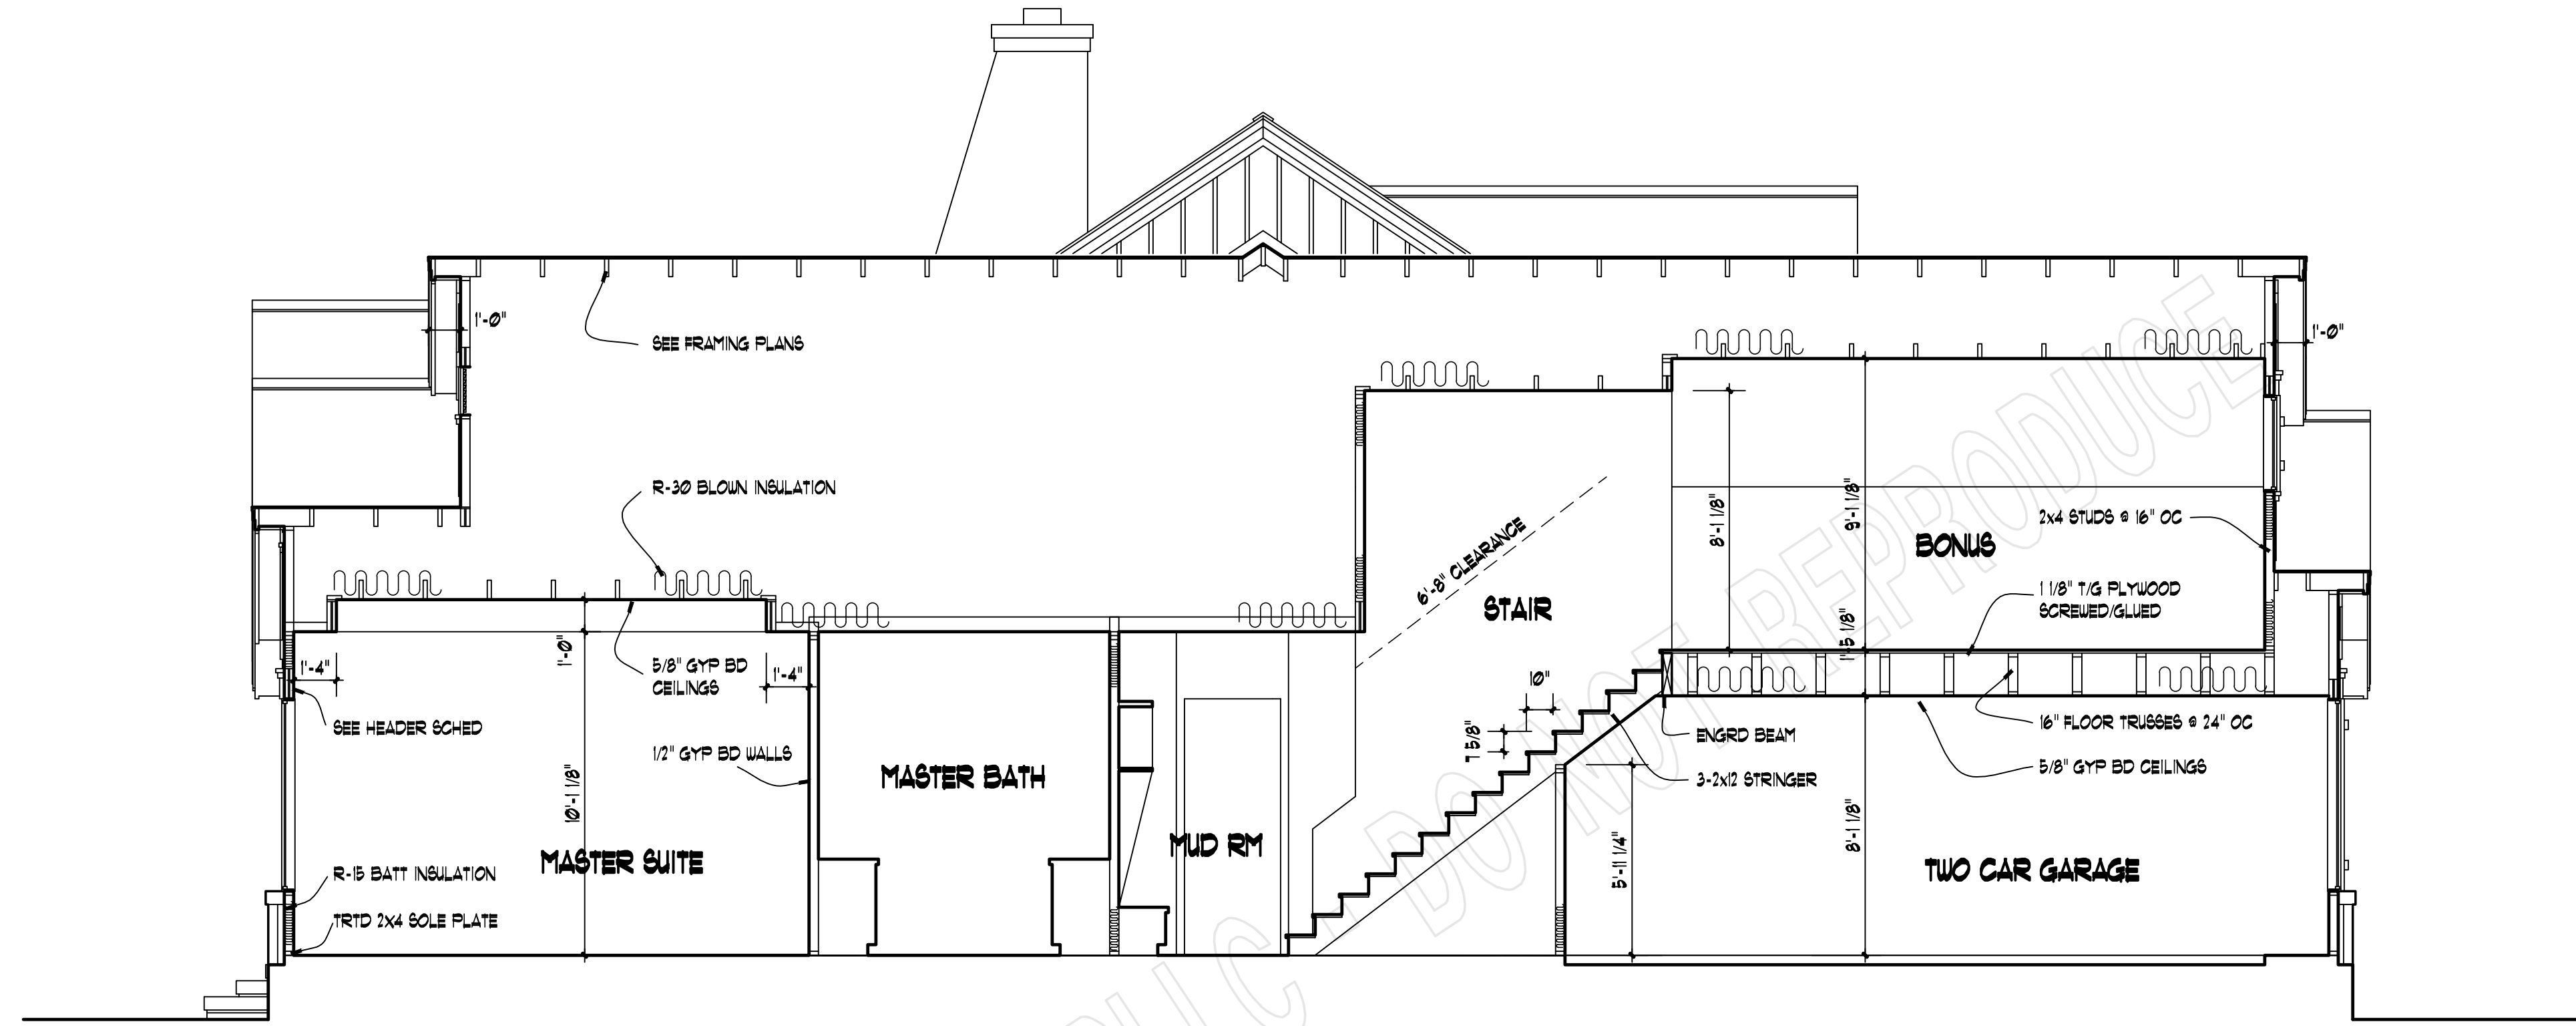 1'-0"
SEE FRAMING PLANS
1'-0"
R-30 BLOWN INSULATION
6'-8" CLEARANCE
8'-1 1/8"
9'-1 1/8"
2x4 STUDS @ 16" OC
BONUS
STAIR
1 1/8" T/G PLYWOOD
SCREWED/GLUED
1'-0"
1'-5 1/8"
1'-4"
5/8" GYP BD
CEILINGS
1'-4"
10"
SEE HEADER SCHED
7 5/8"
ENGRD BEAM
16" FLOOR TRUSSES @ 24" OC
1/2" GYP BD WALLS
5/8" GYP BD CEILINGS
MASTER BATH
3-2x12 STRINGER
10'-1 1/8"
8'-1 1/8"
MASTER SUITE
MUD RM
5'-11 1/4"
TWO CAR GARAGE
R-15 BATT INSULATION
TRTD 2x4 SOLE PLATE
LLC - DO NOT REPRODUCE